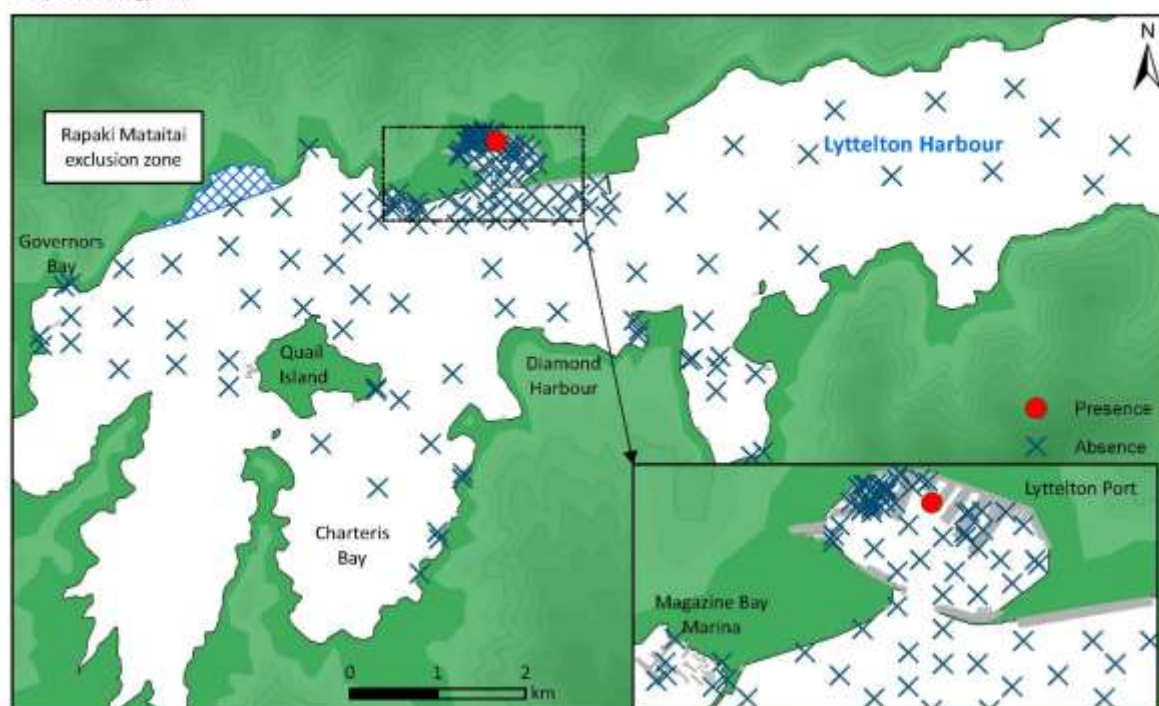 N
Rapaki Mataitai
exclusion zone
Lyttelton Harbour
Governors
Bay
Quail
Island
Diamond
Harbour
Presence
Absence
Lyttelton Port
Charteris
Bay
Magazine Bay
Marina
0 1 2
km